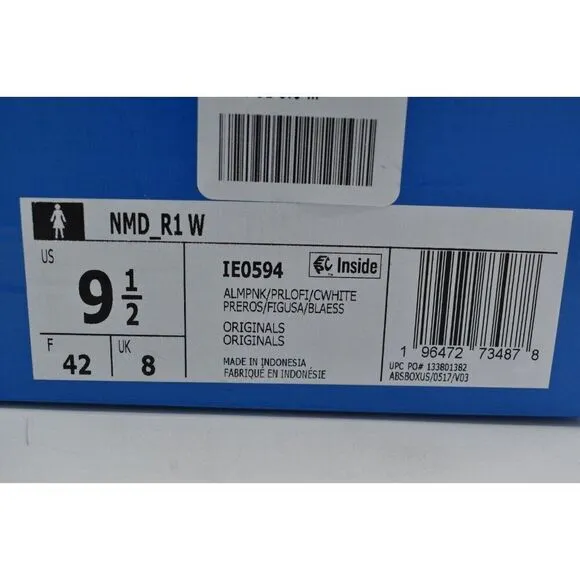 NMD_R1 W
US
9 1/2
F
42
UK
8
IE0594
Inside
ALMPNK/PRLOFI/CWHITE
PREROS/FIGUSA/BLAESS
ORIGINALS
ORIGINALS
MADE IN INDONESIA
FABRIQUÉ EN INDONÉSIE
1 96472 73487 8
UPC PO# 133801382
ABSBOXUS/0517/V03